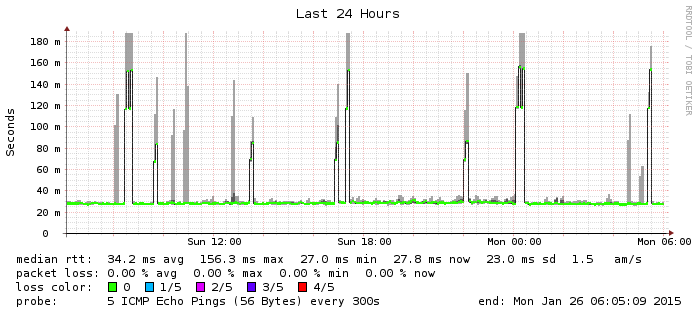 Last 24 Hours
RRDTOOL / TOBI OETIKER
Seconds
180 m
160 m
140 m
120 m
100 m
80 m
60 m
40 m
20 m
0
Sun 12:00 Sun 18:00 Mon 00:00 Mon 06:00
median rtt: 34.2 ms avg 156.3 ms max 27.0 ms min 27.8 ms now 23.0 ms sd 1.5 am/s
packet loss: 0.00 % avg 0.00 % max 0.00 % min 0.00 % now
loss color: 0 1/5 2/5 3/5 4/5
probe: 5 ICMP Echo Pings (56 Bytes) every 300s end: Mon Jan 26 06:05:09 2015